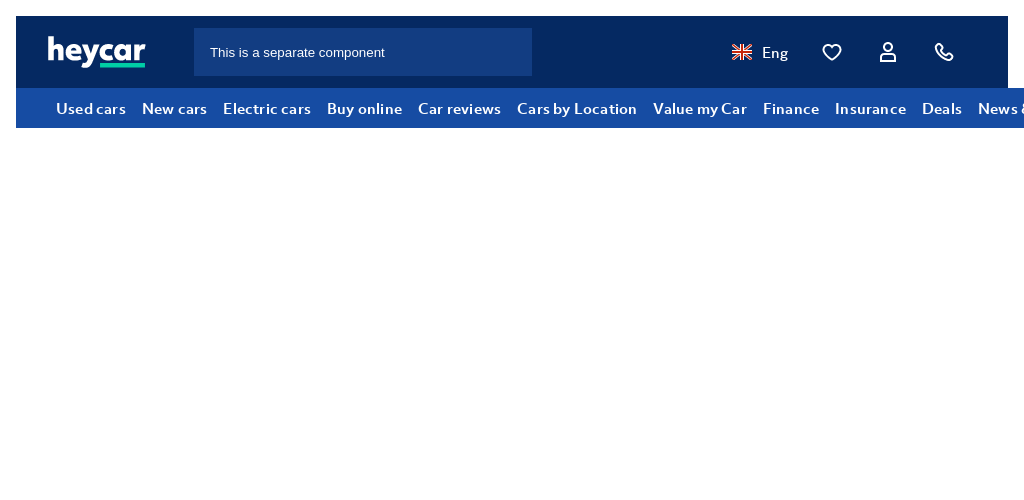 heycar
This is a separate component
Eng
Used cars New cars Electric cars Buy online Car reviews Cars by Location Value my Car Finance Insurance Deals News &